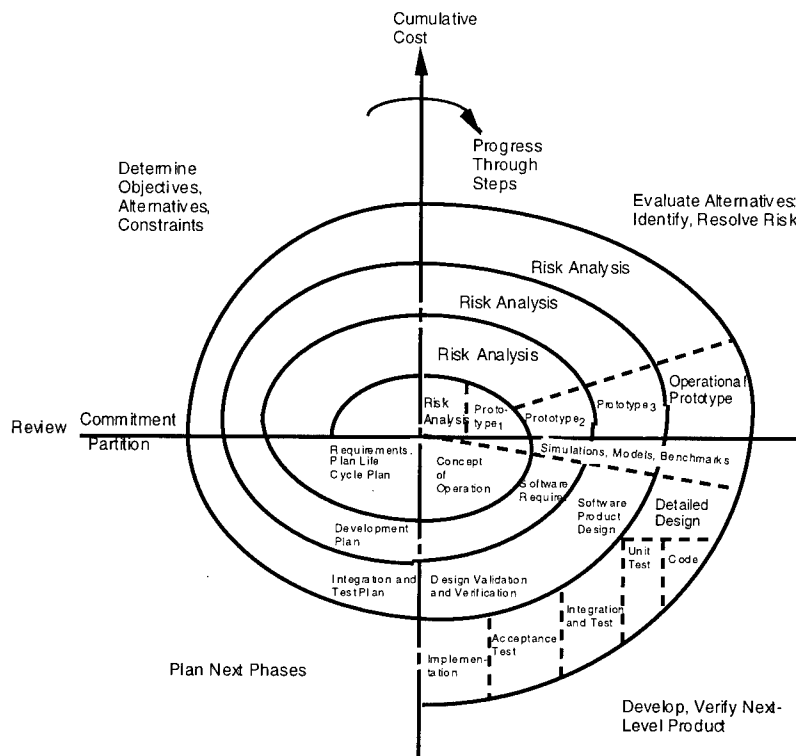 Cumulative
Cost
Progress
Through
Steps
Determine
Objectives,
Alternatives,
Constraints
Evaluate Alternatives:
Identify, Resolve Risk
Risk Analysis
Risk Analysis
Risk Analysis
Risk
Analysis
Proto-
type1
Prototype2
Prototype3
Operational
Prototype
Review
Commitment
Partition
Simulations, Models, Benchmarks
Requirements.
Plan Life
Cycle Plan
Concept
of
Operation
Software
Require.
Software
Product
Design
Detailed
Design
Development
Plan
Unit
Test
Code
Integration and
Test Plan
Design Validation
and Verification
Integration
and Test
Acceptance
Test
Implemen-
tation
Plan Next Phases
Develop, Verify Next-
Level Product